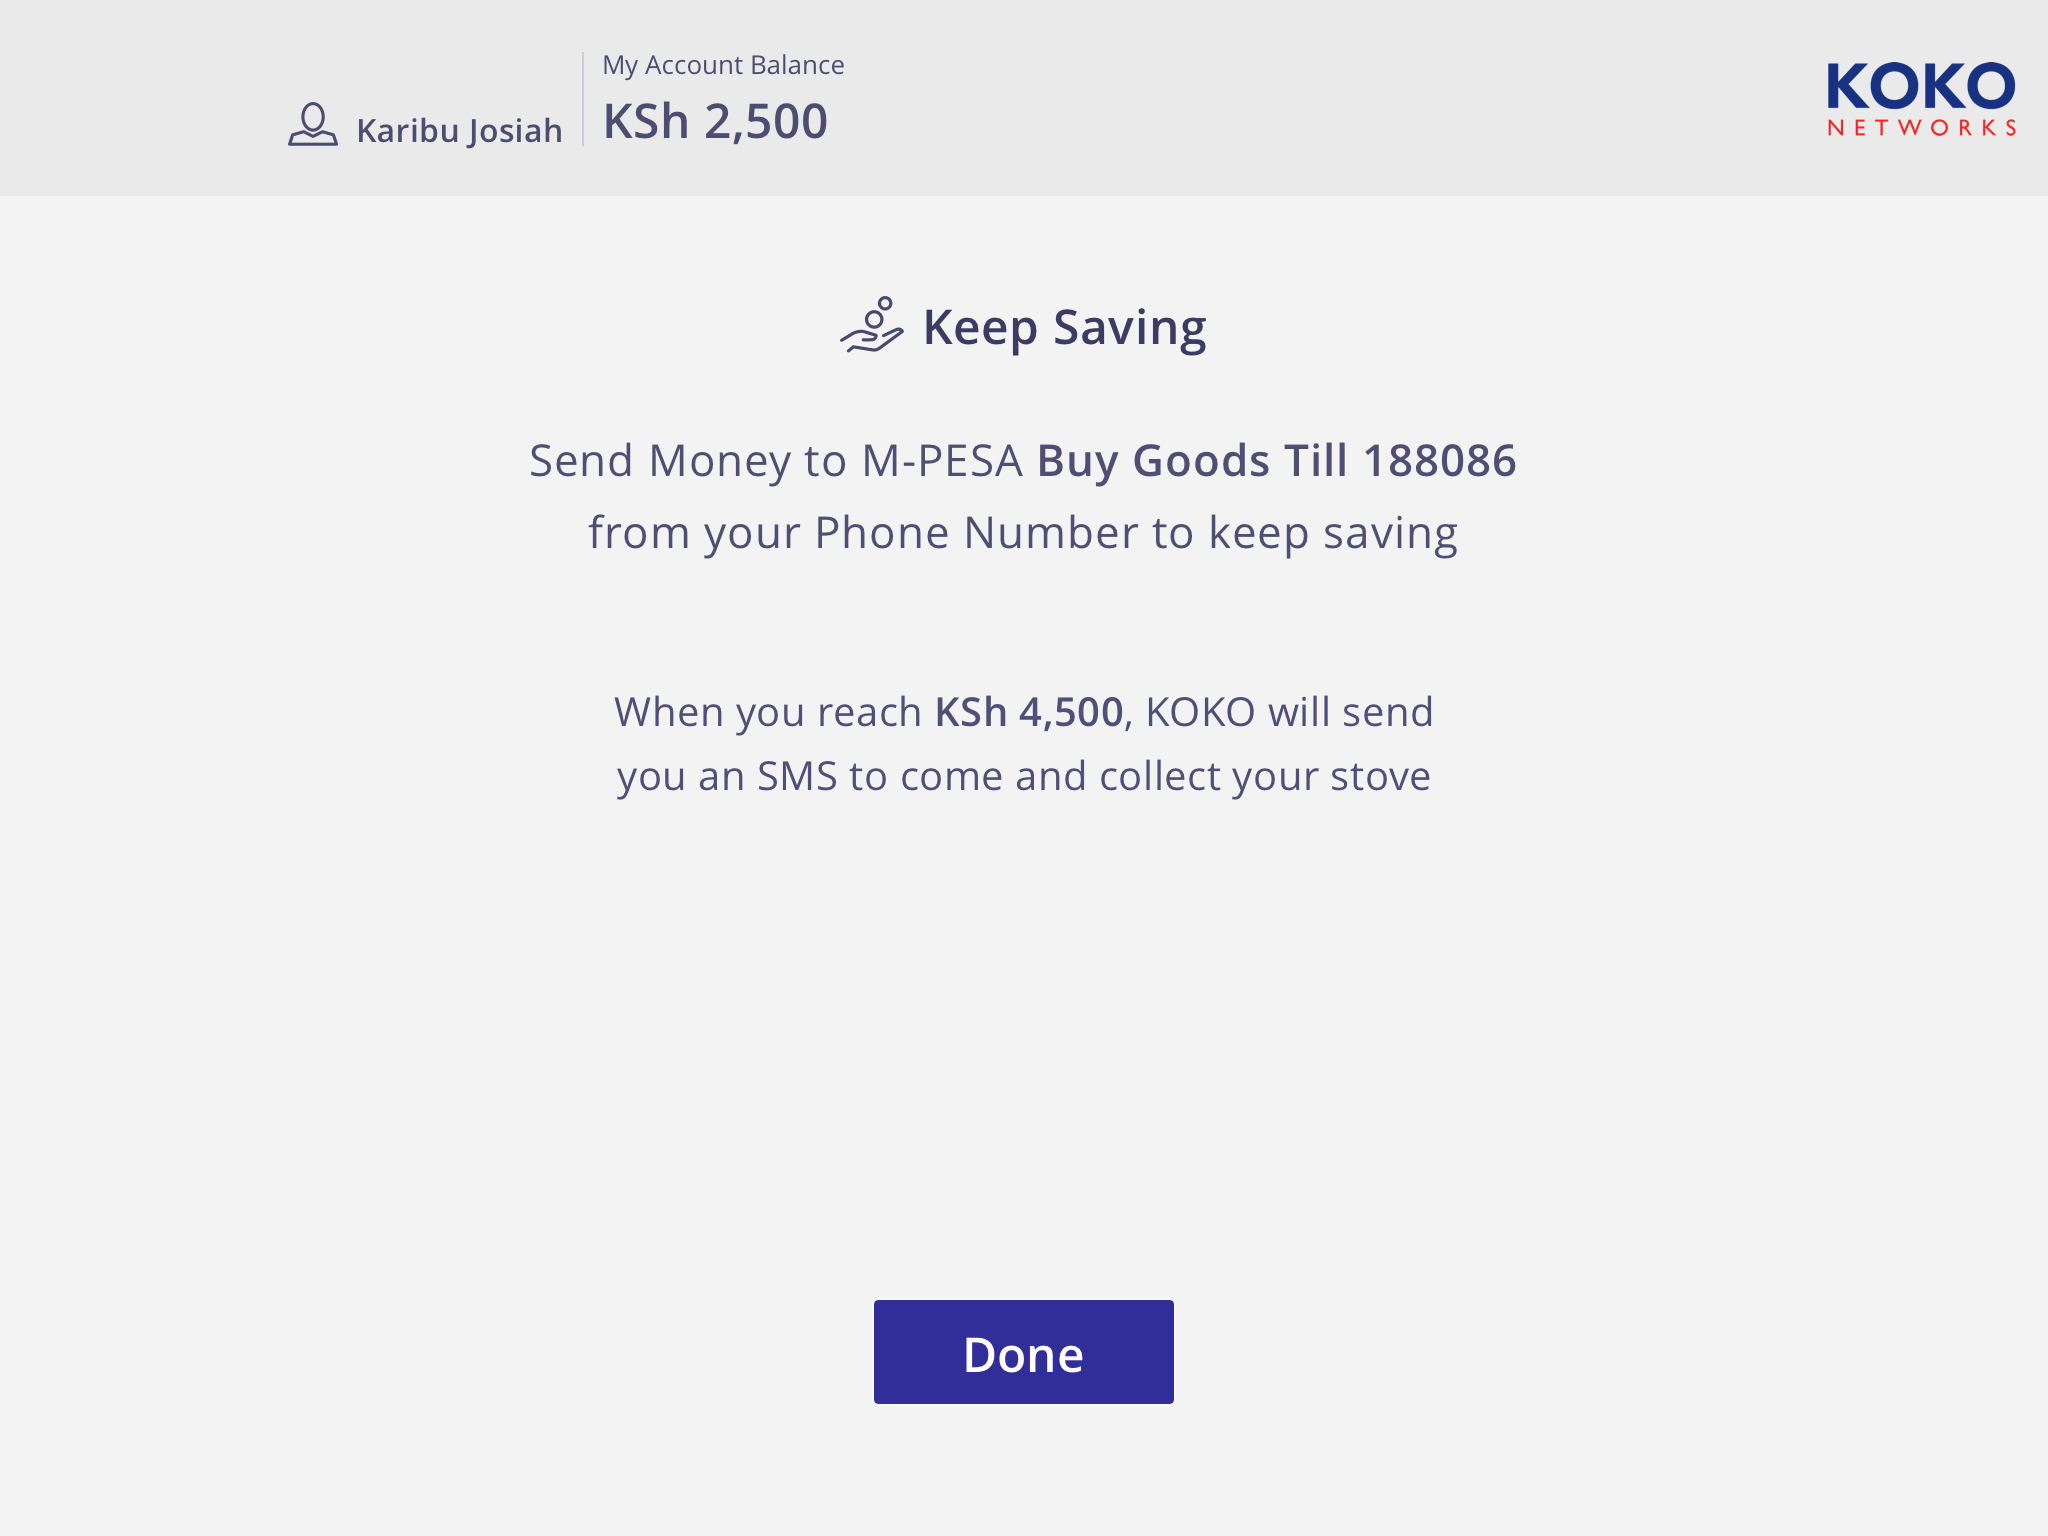 Karibu Josiah
My Account Balance
KSh 2,500
KOKO
NETWORKS
Keep Saving
Send Money to M-PESA Buy Goods Till 188086
from your Phone Number to keep saving
When you reach KSh 4,500, KOKO will send
you an SMS to come and collect your stove
Done